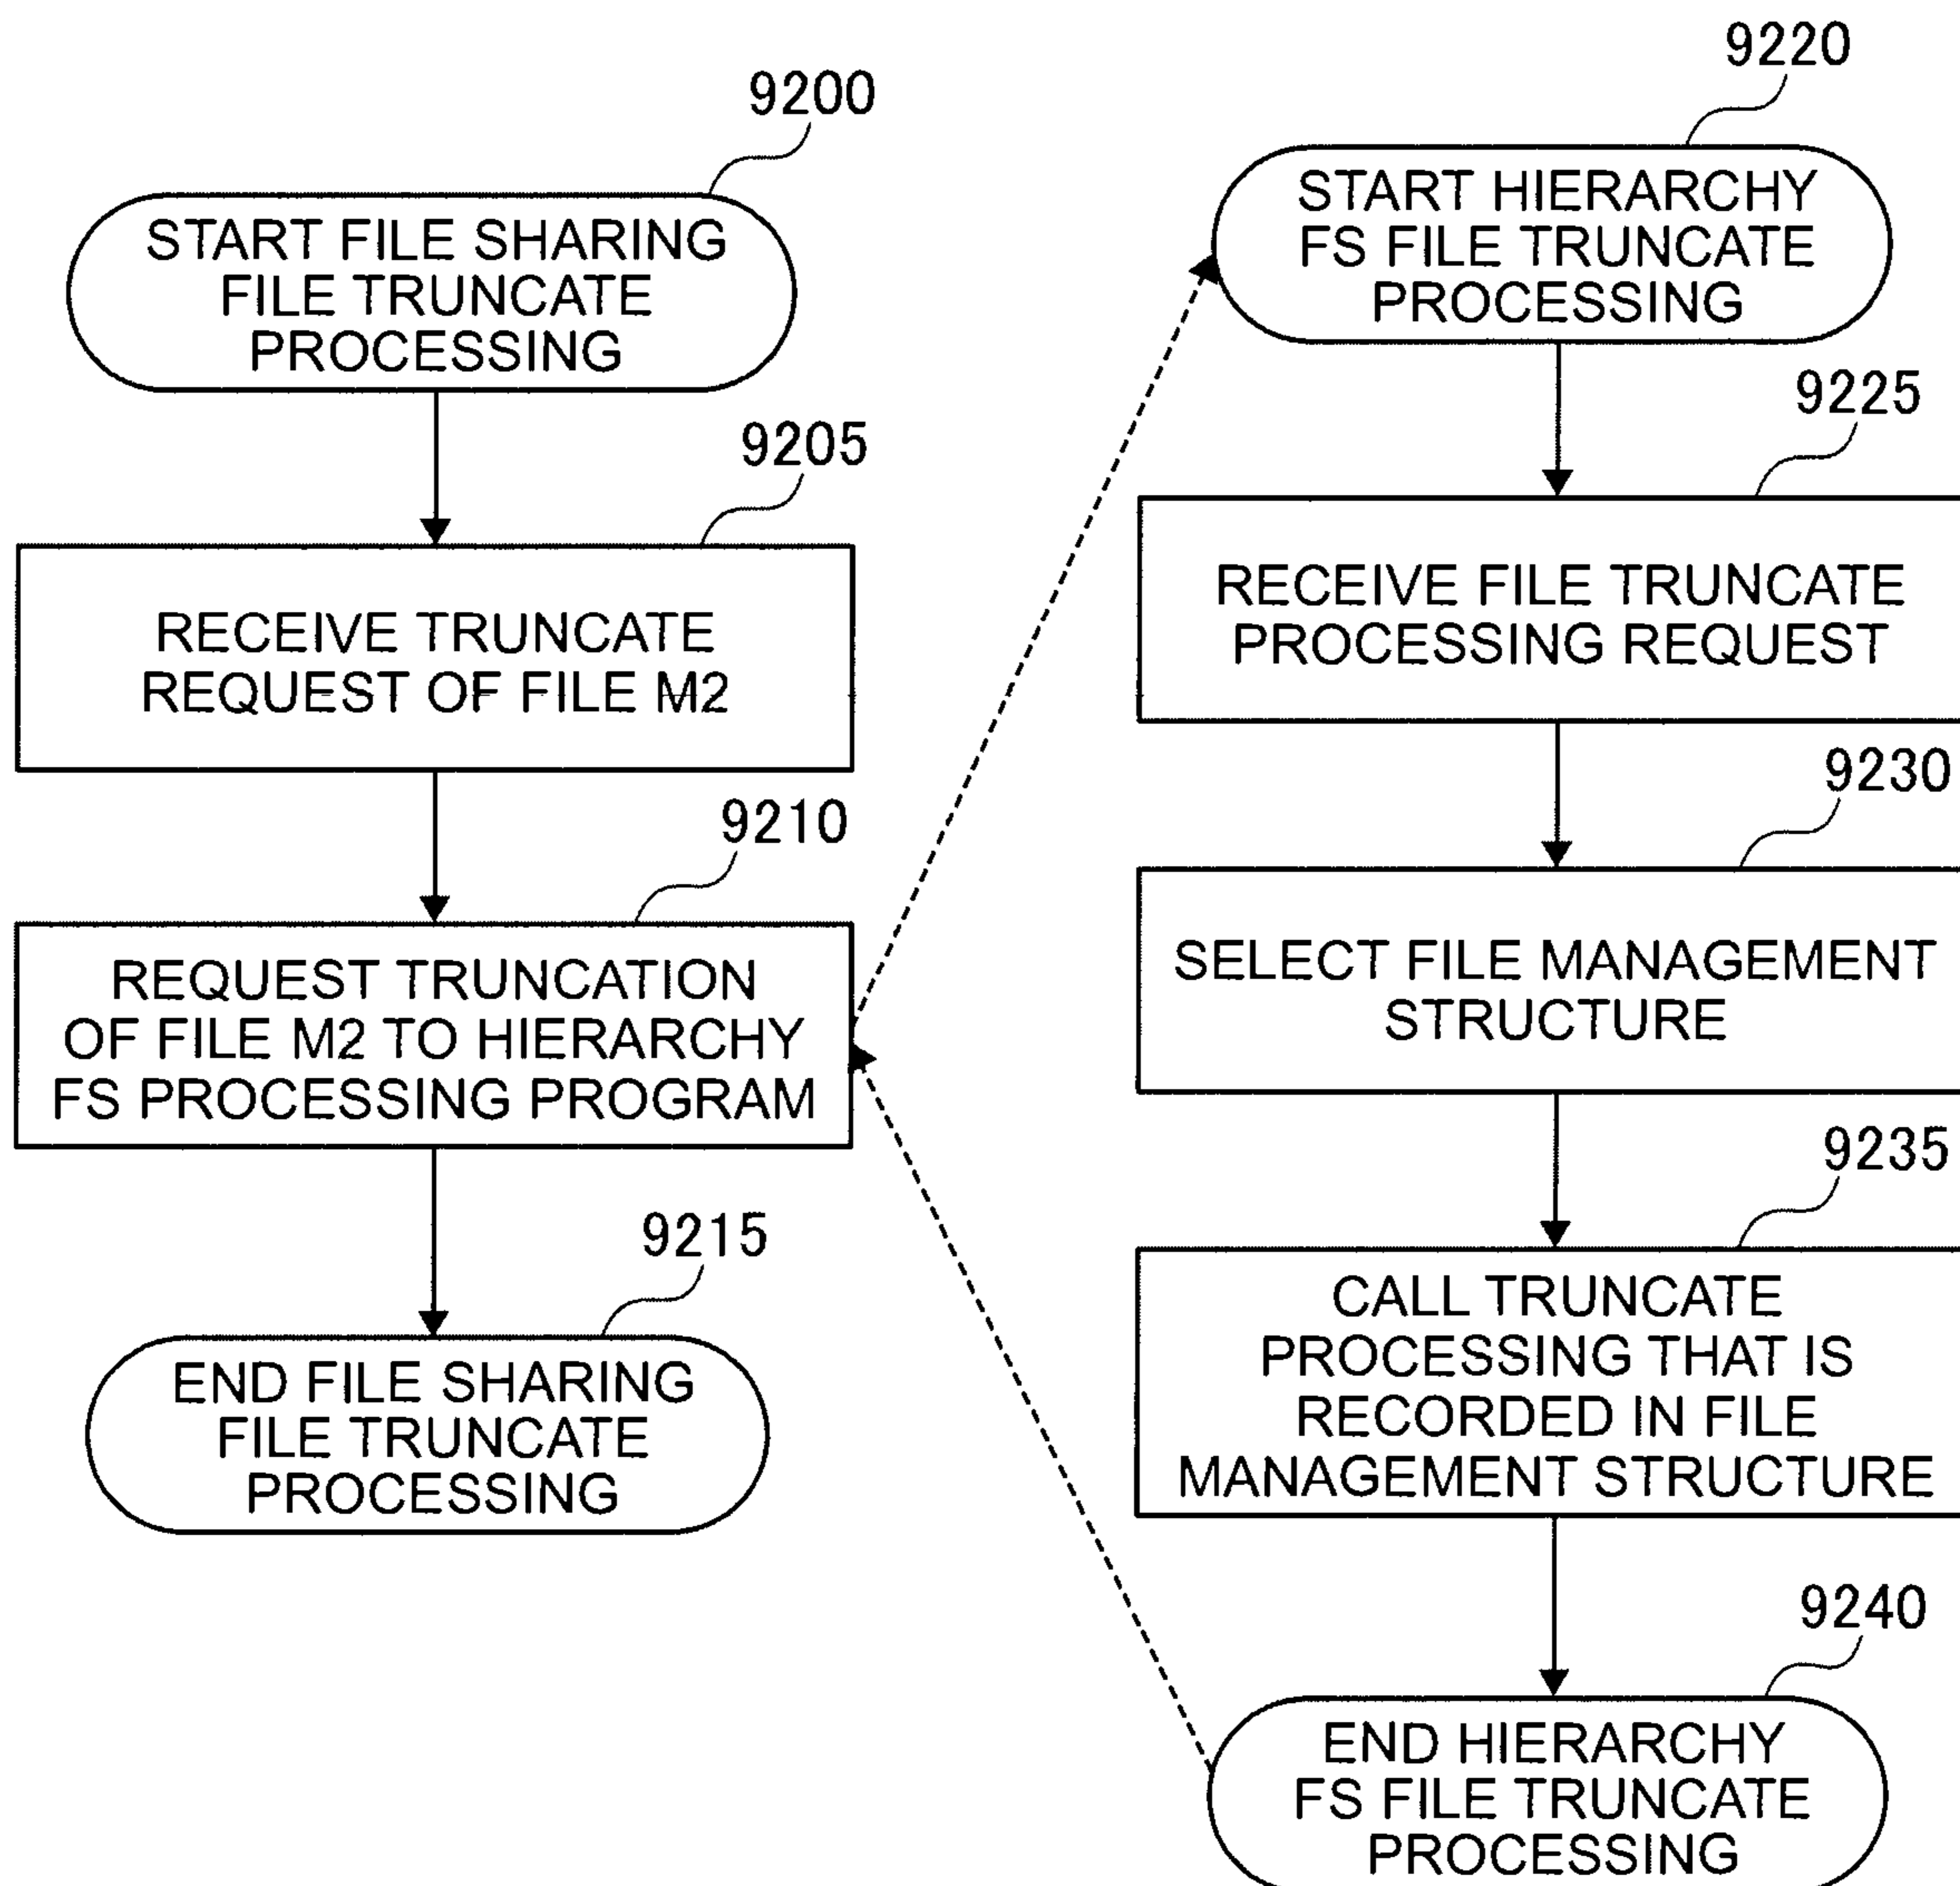 9200
START FILE SHARING
FILE TRUNCATE
PROCESSING
9205
RECEIVE TRUNCATE
REQUEST OF FILE M2
9210
REQUEST TRUNCATION
OF FILE M2 TO HIERARCHY
FS PROCESSING PROGRAM
9215
END FILE SHARING
FILE TRUNCATE
PROCESSING
9220
START HIERARCHY
FS FILE TRUNCATE
PROCESSING
9225
RECEIVE FILE TRUNCATE
PROCESSING REQUEST
9230
SELECT FILE MANAGEMENT
STRUCTURE
9235
CALL TRUNCATE
PROCESSING THAT IS
RECORDED IN FILE
MANAGEMENT STRUCTURE
9240
END HIERARCHY
FS FILE TRUNCATE
PROCESSING